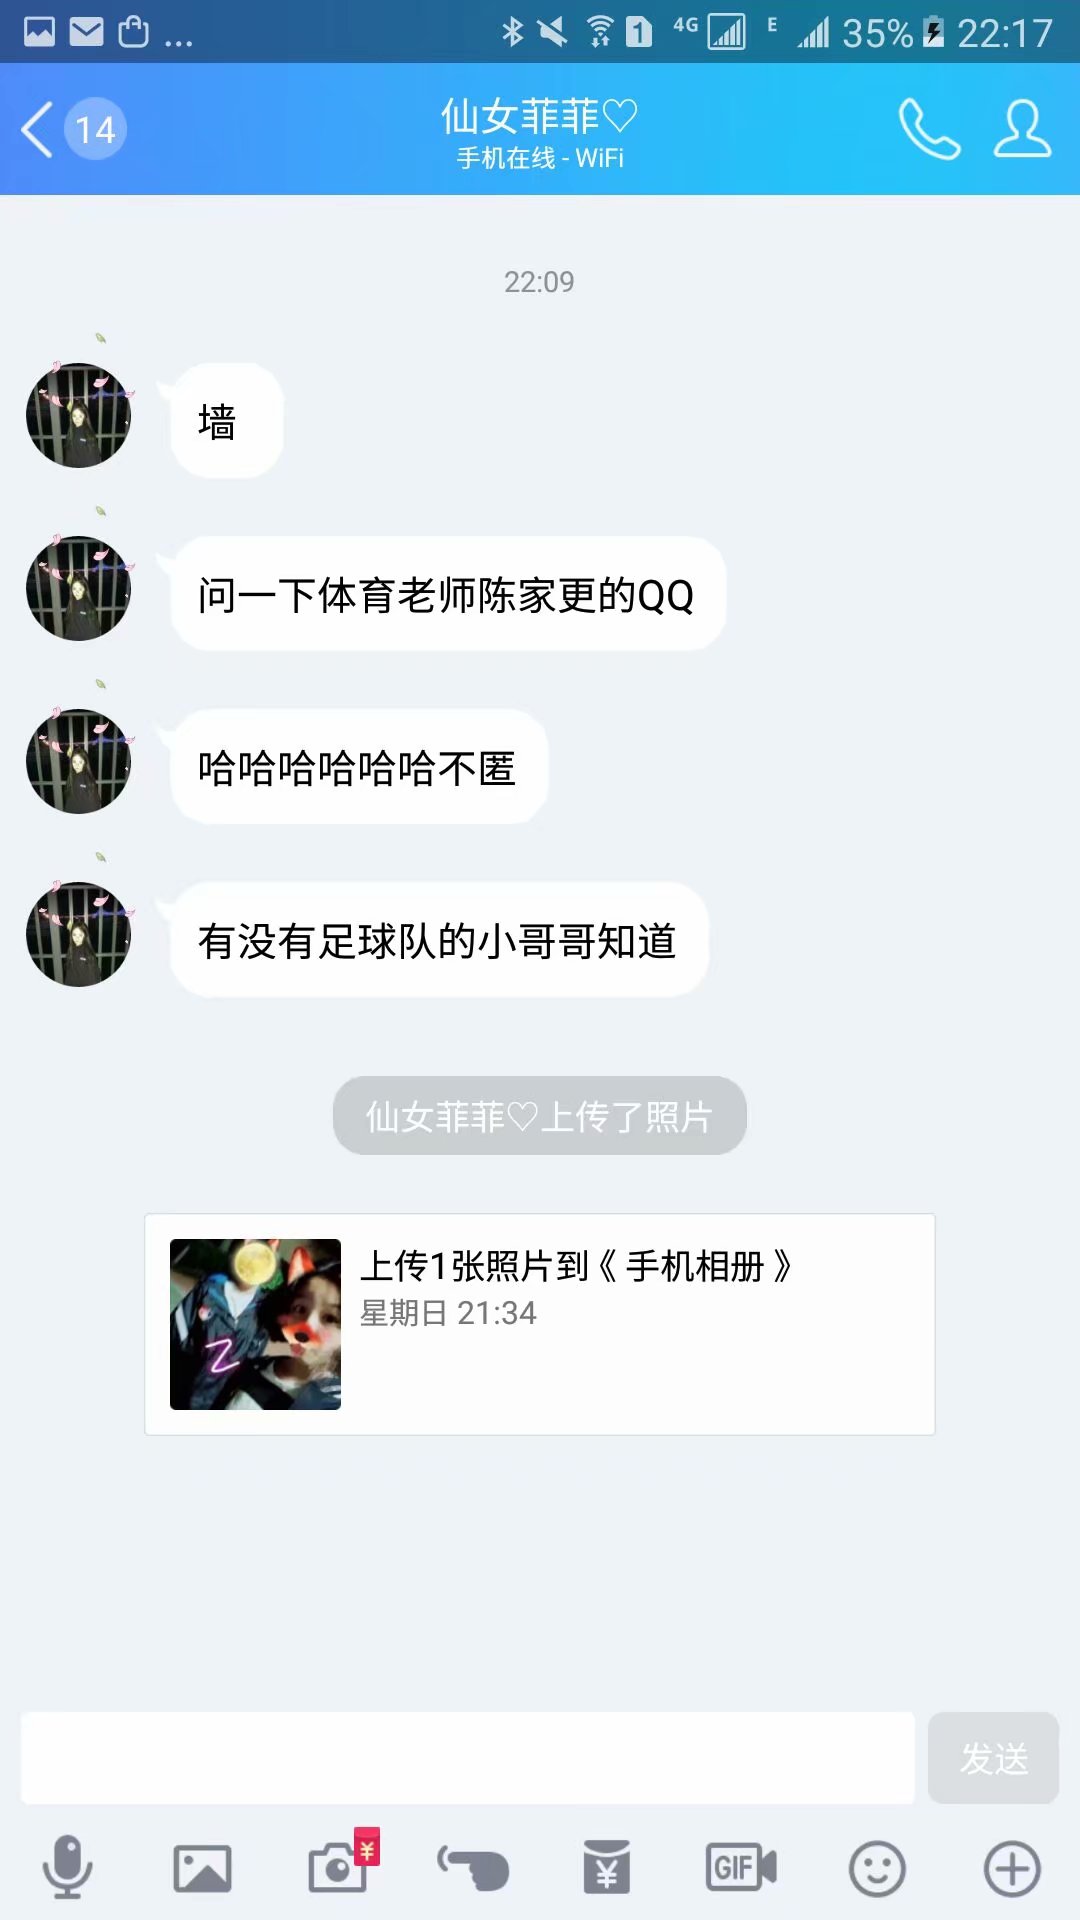 4G E 35% 22:17
14
仙女菲菲♡
手机在线 - WiFi
22:09
墙
问一下体育老师陈家更的QQ
哈哈哈哈哈哈不匿
有没有足球队的小哥哥知道
仙女菲菲♡上传了照片
上传1张照片到《 手机相册 》
星期日 21:34
发送
GIF